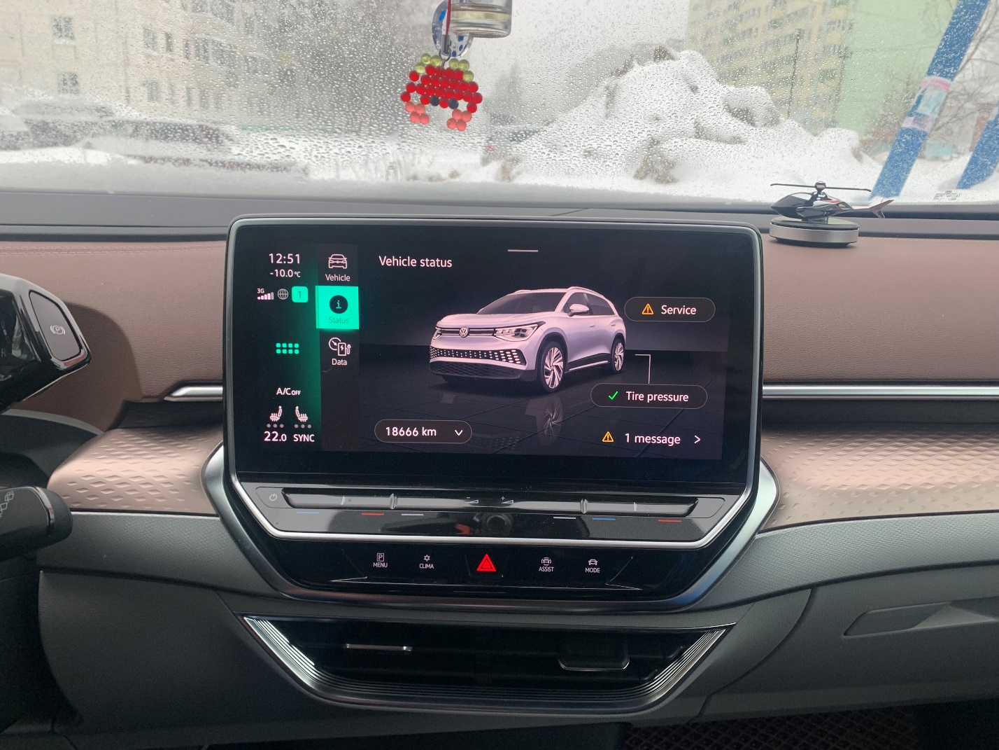 12:51
-10.0°C
3G
1
Vehicle
Status
Data
Vehicle status
Service
Tire pressure
18666 km
1 message
A/C OFF
22.0 SYNC
P
MENU
CLIMA
ASSIST
MODE